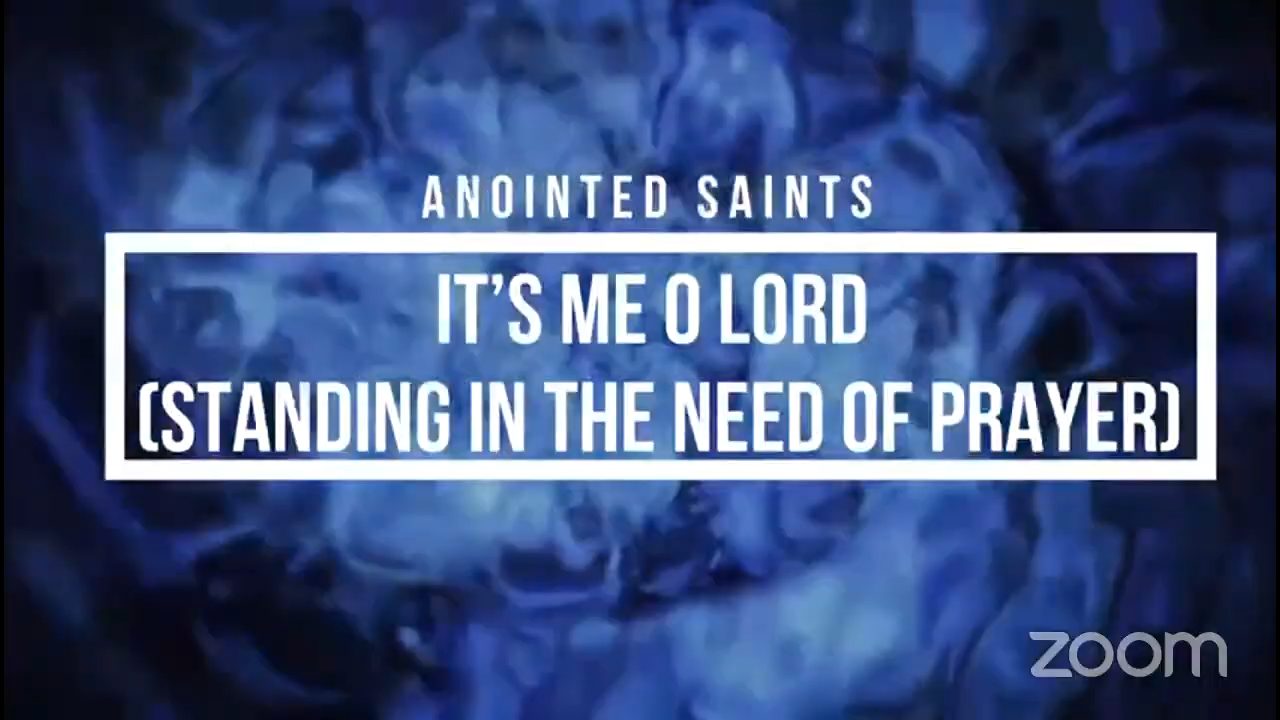 ANOINTED SAINTS
IT'S ME O LORD
(STANDING IN THE NEED OF PRAYER)
zoom